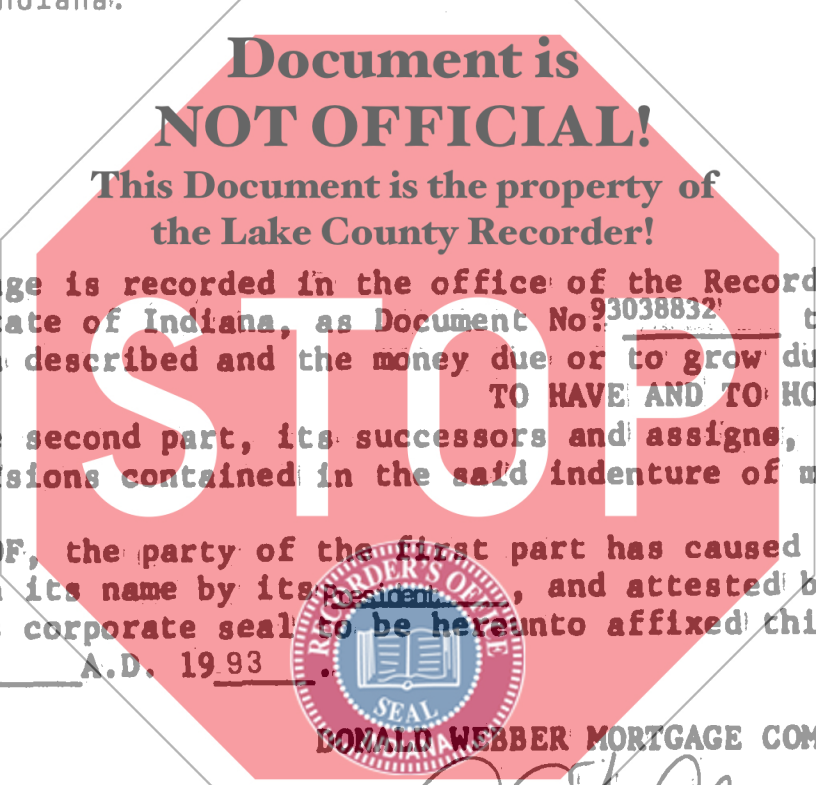 ndiana.
Document is
NOT OFFICIAL!
This Document is the property of
the Lake County Recorder!
ge is recorded in the office of the Record
ate of Indiana, as Document No. 93038832 t
described and the money due or to grow du
TO HAVE AND TO HO
second part, its successors and assigns,
sions contained in the said indenture of m
STOP
OF, the party of the first part has caused
its name by its President, and attested b
corporate seal to be hereunto affixed thi
A.D. 19 93.
RECORDER'S OFFICE
SEAL
INDIANA
DONALD WEBBER MORTGAGE COM